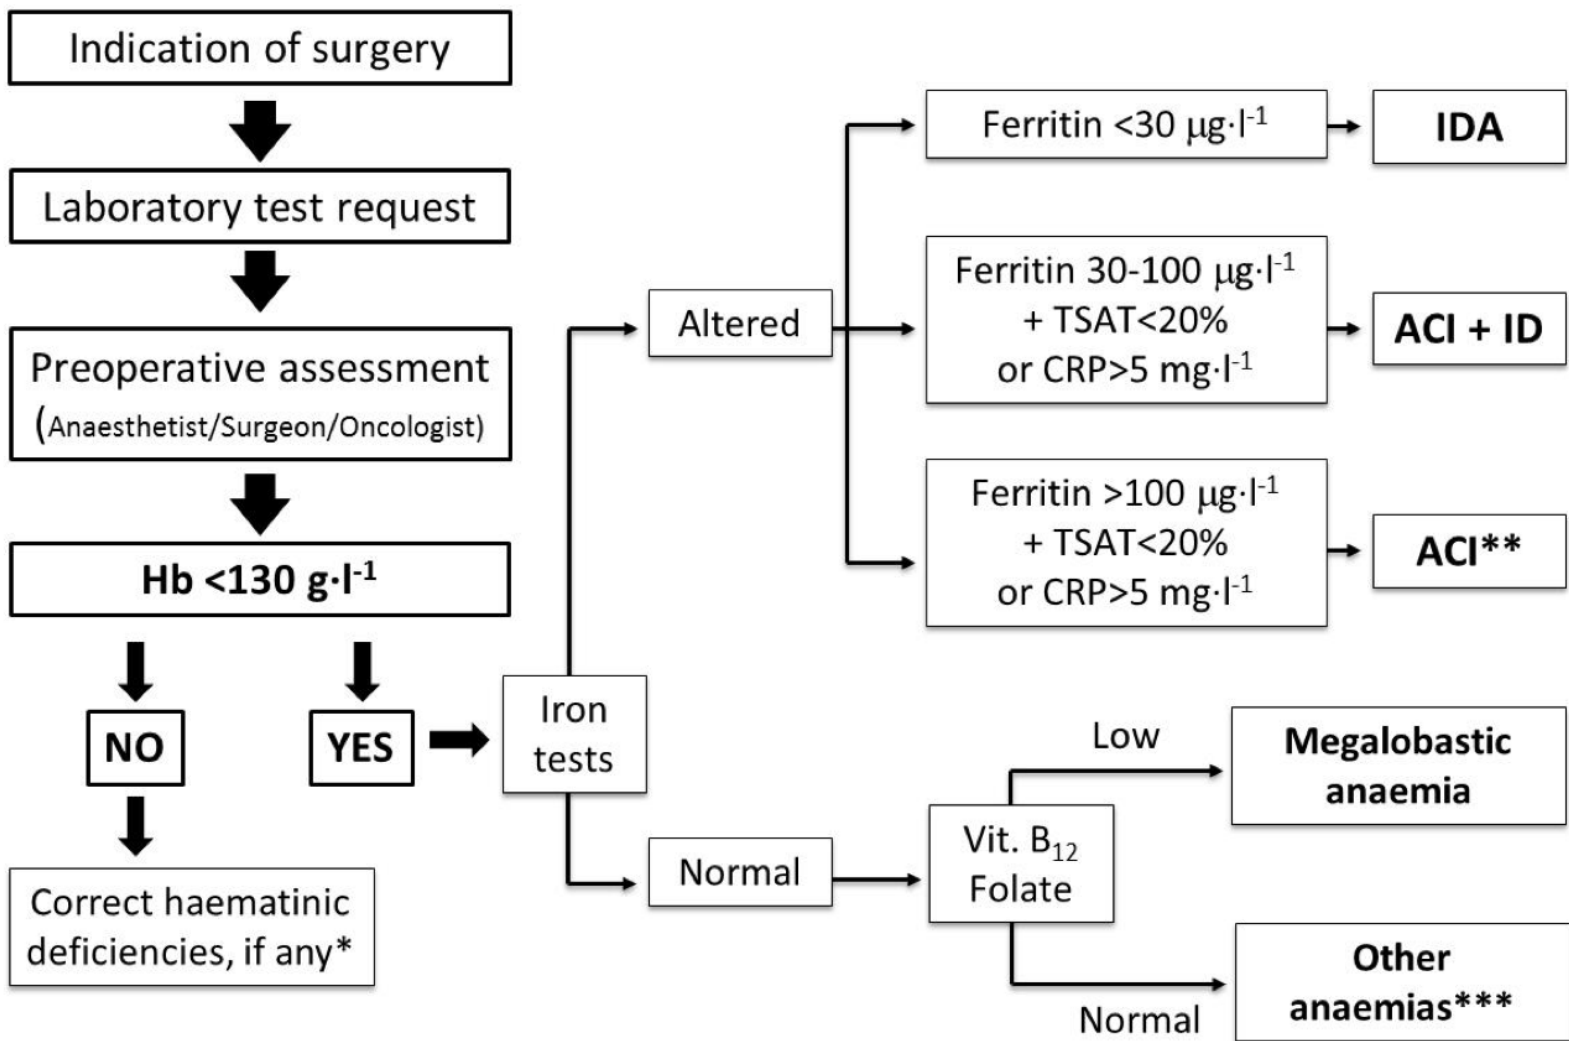 Indication of surgery
Laboratory test request
Preoperative assessment
(Anaesthetist/Surgeon/Oncologist)
Hb <130 g·l⁻¹
NO
YES
Correct haematinic
deficiencies, if any*
Iron
tests
Altered
Ferritin <30 µg·l⁻¹
IDA
Ferritin 30-100 µg·l⁻¹
+ TSAT<20%
or CRP>5 mg·l⁻¹
ACI + ID
Ferritin >100 µg·l⁻¹
+ TSAT<20%
or CRP>5 mg·l⁻¹
ACI**
Normal
Vit. B₁₂
Folate
Low
Megalobastic
anaemia
Normal
Other
anaemias***